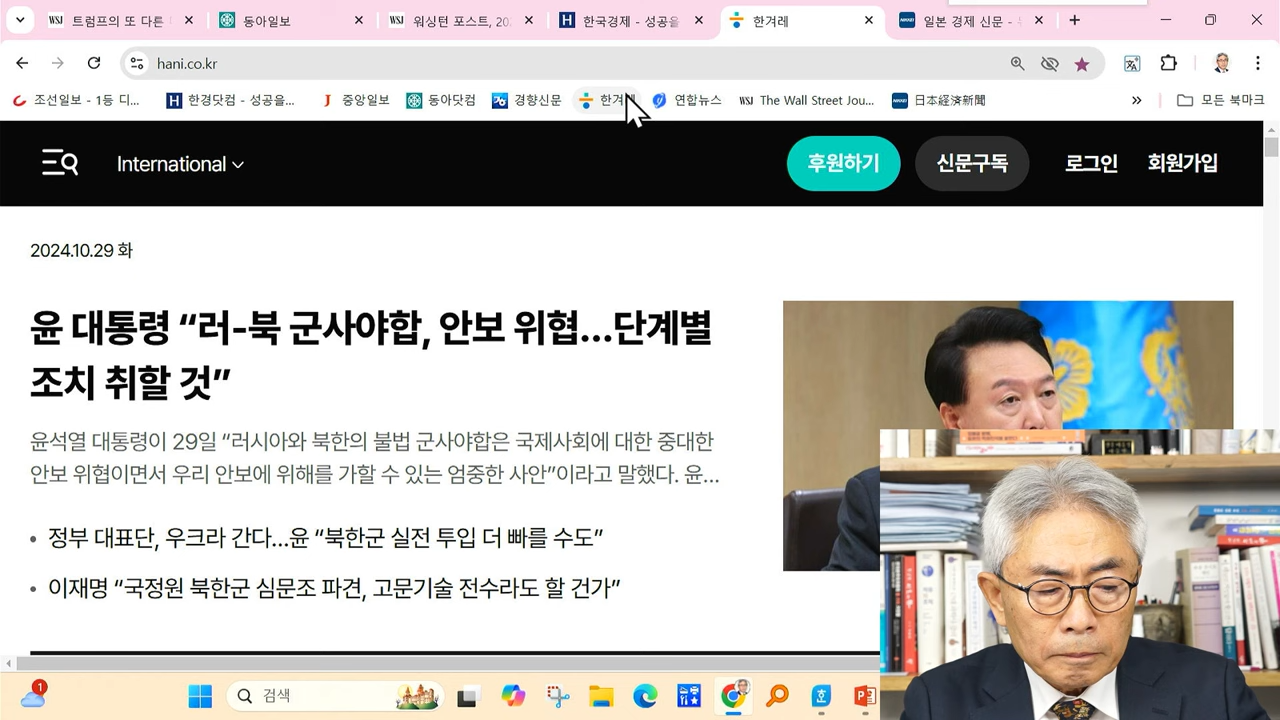 트럼프의 또 다른
동아일보
워싱턴 포스트, 20
한국경제 - 성공을
한겨레
일본 경제 신문 -
hani.co.kr
조선일보 - 1등 디...
한경닷컴 - 성공을...
중앙일보
동아닷컴
경향신문
한겨
연합뉴스
The Wall Street Jou...
日本経済新聞
모든 북마크
International
후원하기
신문구독
로그인
회원가입
2024.10.29 화
윤 대통령 “러-북 군사야합, 안보 위협…단계별
조치 취할 것”
윤석열 대통령이 29일 “러시아와 북한의 불법 군사야합은 국제사회에 대한 중대한
안보 위협이면서 우리 안보에 위해를 가할 수 있는 엄중한 사안”이라고 말했다. 윤...
• 정부 대표단, 우크라 간다…윤 “북한군 실전 투입 더 빠를 수도”
• 이재명 “국정원 북한군 심문조 파견, 고문기술 전수라도 할 건가”
1
검색